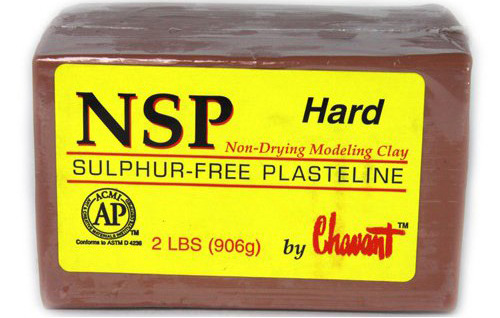 NSP
Hard
Non-Drying Modeling Clay
SULPHUR-FREE PLASTELINE
ACMI
AP
TM
Conforms to ASTM D 4236
2 LBS (906g) by Chavant™